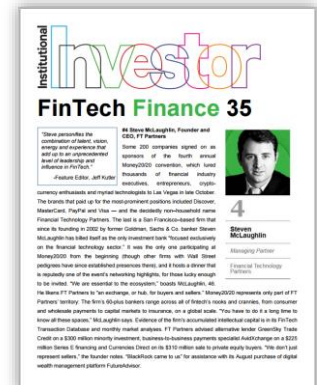 Institutional
Investor
FinTech Finance 35
"Steve personifies the
combination of talent, vision,
energy and experience that
add up to an unprecedented
level of leadership and
influence in FinTech."
-Feature Editor, Jeff Kutler
#4 Steve McLaughlin, Founder and
CEO, FT Partners
Some 200 companies signed on as
sponsors of the fourth annual
Money20/20 convention, which lured
thousands of financial industry
executives, entrepreneurs, crypto-
currency enthusiasts and myriad technologists to Las Vegas in late October.
The brands that paid up for the most-prominent positions included Discover,
MasterCard, PayPal and Visa — and the decidedly non-household name
Financial Technology Partners. The last is a San Francisco-based firm that
since its founding in 2002 by former Goldman, Sachs & Co. banker Steven
McLaughlin has billed itself as the only investment bank "focused exclusively
on the financial technology sector." It was the only one participating at
Money20/20 from the beginning (though other firms with Wall Street
pedigrees have since established presences there), and it hosts a dinner that
is reputedly one of the event's networking highlights, for those lucky enough
to be invited. "We are essential to the ecosystem," boasts McLaughlin, 46.
He likens FT Partners to "an exchange, or hub, for buyers and sellers." Money20/20 represents only part of FT
Partners' territory: The firm's 80-plus bankers range across all of fintech's nooks and crannies, from consumer
and wholesale payments to capital markets to insurance, on a global scale. "You have to do it a long time to
know all these spaces," McLaughlin says. Evidence of the firm's accumulated intellectual capital is in its FinTech
Transaction Database and monthly market analyses. FT Partners advised alternative lender GreenSky Trade
Credit on a $300 million minority investment, business-to-business payments specialist AvidXchange on a $225
million Series E financing and Currencies Direct on its $310 million sale to private equity buyers. "We don't just
represent sellers," the founder notes. "BlackRock came to us" for assistance with its August purchase of digital
wealth management platform FutureAdvisor.
4
Steven
McLaughlin
Managing Partner
Financial Technology
Partners